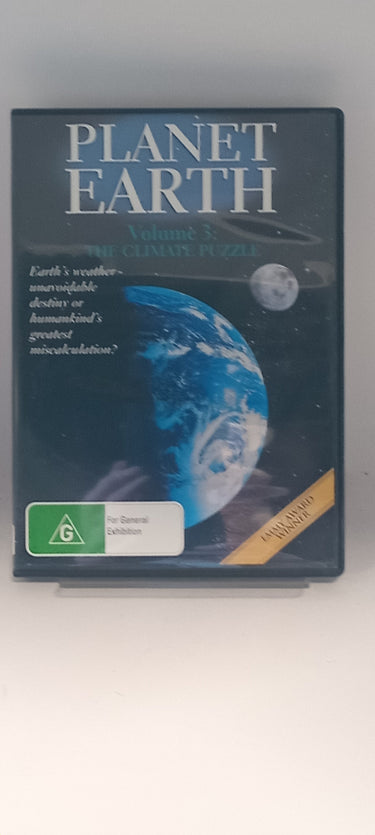 PLANET
EARTH
Volume 3:
THE CLIMATE PUZZLE
Earth's weather-
unavoidable
destiny or
humankind's
greatest
miscalculation?
G
For General
Exhibition
EMMY AWARD
WINNER